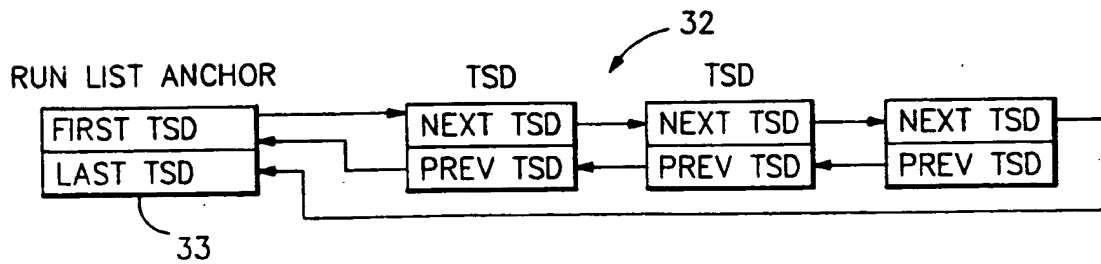 32
RUN LIST ANCHOR
TSD
TSD
FIRST TSD
LAST TSD
NEXT TSD
PREV TSD
NEXT TSD
PREV TSD
NEXT TSD
PREV TSD
33